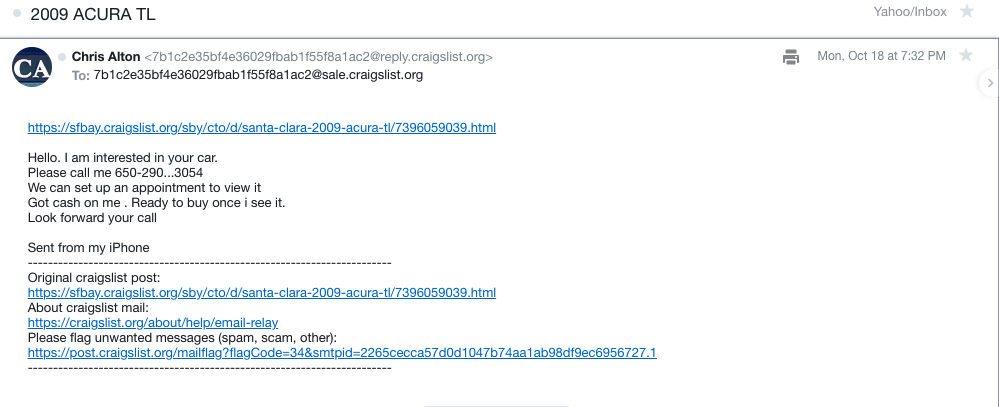 2009 ACURA TL
Yahoo/Inbox
CA
Chris Alton <7b1c2e35bf4e36029fbab1f55f8a1ac2@reply.craigslist.org>
Mon, Oct 18 at 7:32 PM
To: 7b1c2e35bf4e36029fbab1f55f8a1ac2@sale.craigslist.org
https://sfbay.craigslist.org/sby/cto/d/santa-clara-2009-acura-tl/7396059039.html
Hello. I am interested in your car.
Please call me 650-290...3054
We can set up an appointment to view it
Got cash on me . Ready to buy once i see it.
Look forward your call
Sent from my iPhone
------------------------------------------------------------------------
Original craigslist post:
https://sfbay.craigslist.org/sby/cto/d/santa-clara-2009-acura-tl/7396059039.html
About craigslist mail:
https://craigslist.org/about/help/email-relay
Please flag unwanted messages (spam, scam, other):
https://post.craigslist.org/mailflag?flagCode=34&smtpid=2265cecca57d0d1047b74aa1ab98df9ec6956727.1
------------------------------------------------------------------------